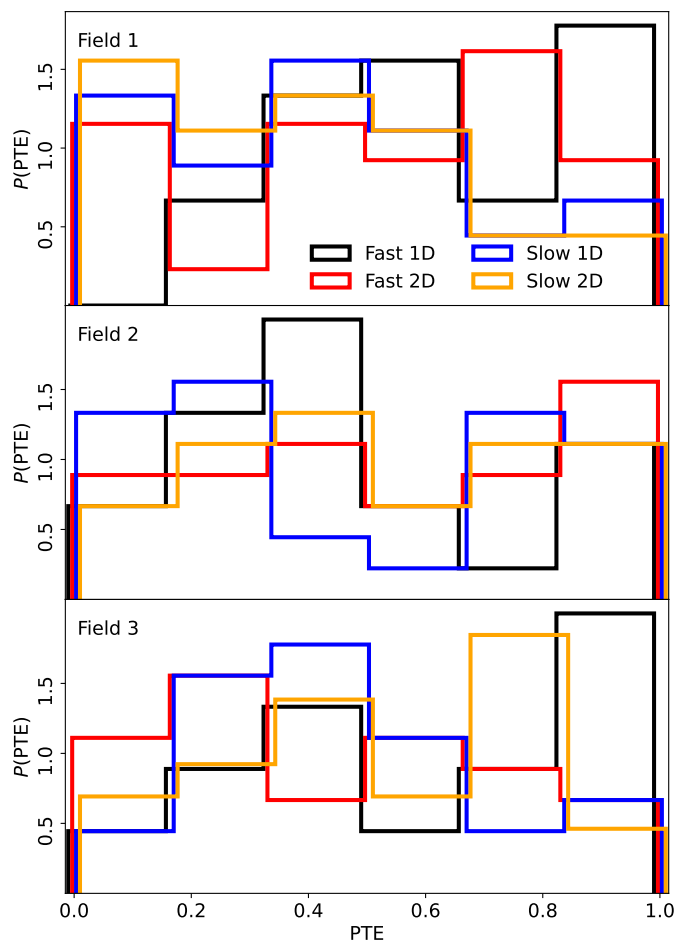 Field 1
1.5
1.0
0.5
P(PTE)
Fast 1D
Slow 1D
Fast 2D
Slow 2D
Field 2
1.5
1.0
0.5
P(PTE)
Field 3
1.5
1.0
0.5
P(PTE)
0.0 0.2 0.4 0.6 0.8 1.0
PTE